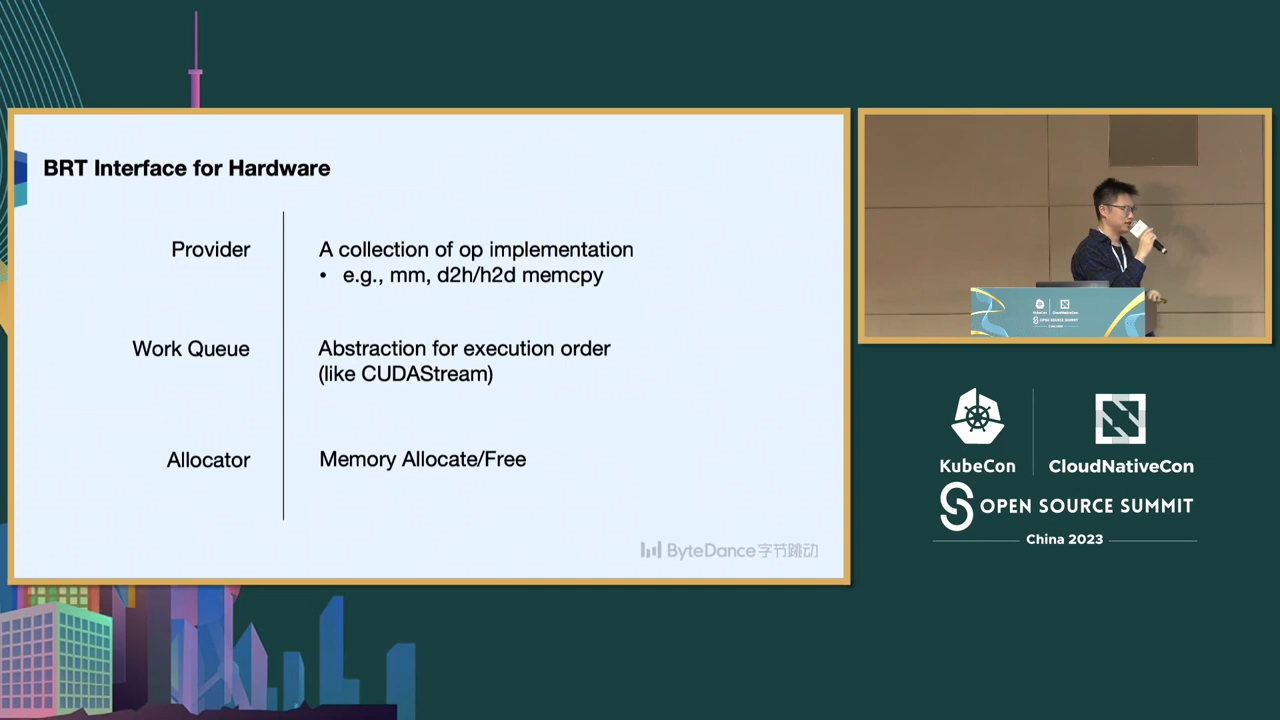 BRT Interface for Hardware
Provider
A collection of op implementation
• e.g., mm, d2h/h2d memcpy
Work Queue
Abstraction for execution order
(like CUDAStream)
Allocator
Memory Allocate/Free
ByteDance字节跳动
KubeCon
CloudNativeCon
OPEN SOURCE SUMMIT
China 2023